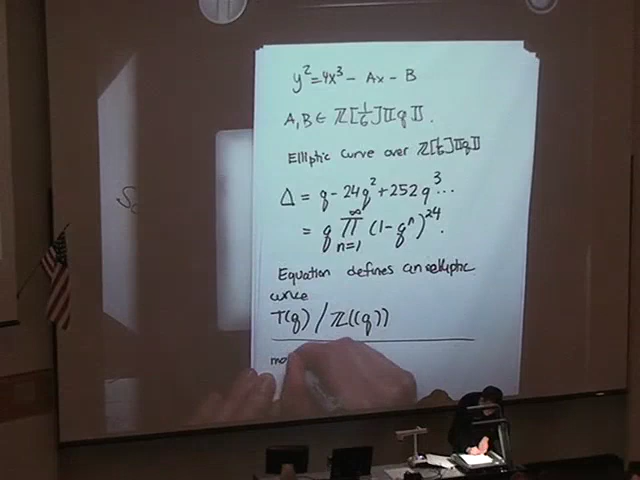 y²=4x³ - Ax - B
A,B ∈ ℤ[1/6]⟦q⟧.
Elliptic curve over ℤ[1/6]⟦q⟧
Δ = q - 24q² + 252q³...
= q ∏_{n=1}^{∞} (1-qⁿ)²⁴.
Equation defines an elliptic
curve
T(q) / ℤ((q))
mo